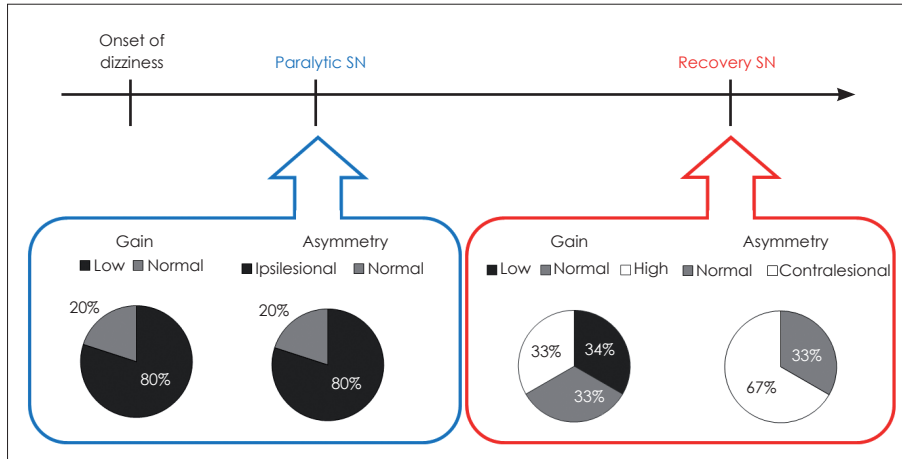 Onset of
dizziness
Paralytic SN
Recovery SN
Gain
Low Normal
20%
80%
Asymmetry
Ipsilesional Normal
20%
80%
Gain
Low Normal High
33%
34%
33%
Asymmetry
Normal Contralesional
33%
67%